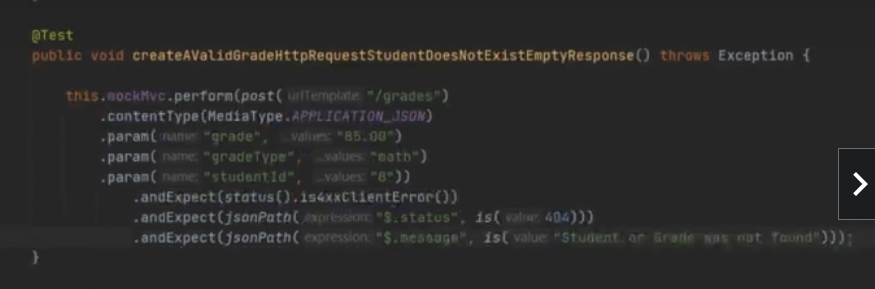 @Test
public void createAValidGradeHttpRequestStudentDoesNotExistEmptyResponse() throws Exception {
this.mockMvc.perform(post( urlTemplate: "/grades")
.contentType(MediaType.APPLICATION_JSON)
.param( name: "grade", ...values: "85.00")
.param( name: "gradeType", ...values: "math")
.param( name: "studentId", ...values: "0"))
.andExpect(status().is4xxClientError())
.andExpect(jsonPath( expression: "$.status", is( value: 404)))
.andExpect(jsonPath( expression: "$.message", is( value: "Student or Grade was not found")));
}